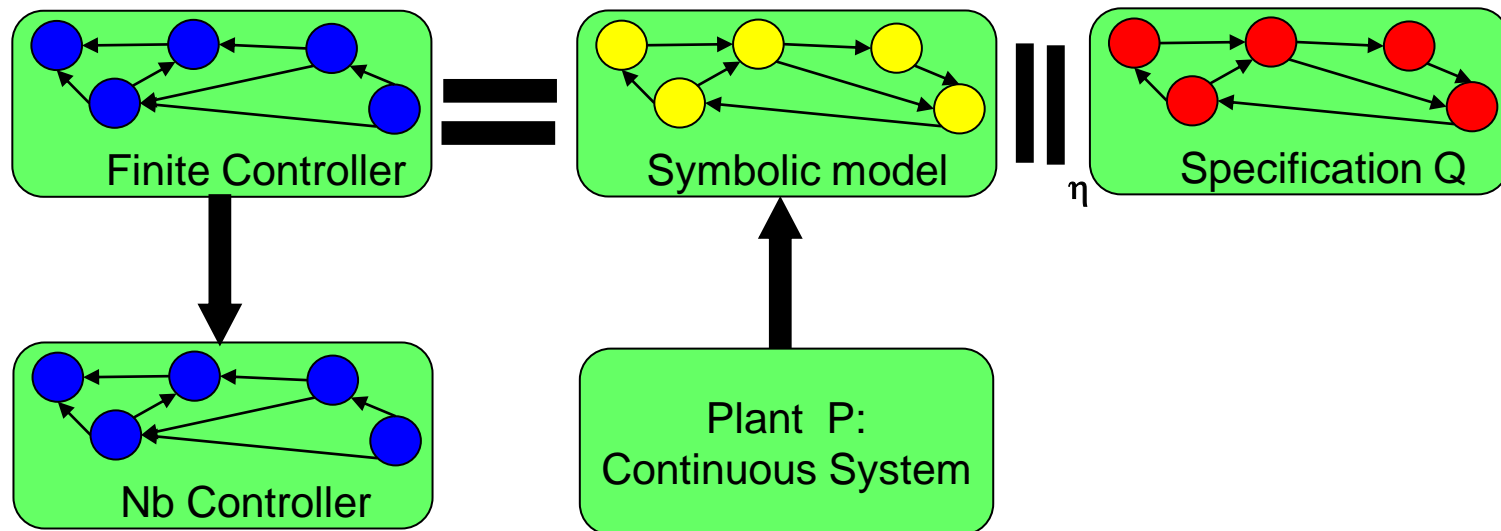 Finite Controller
Symbolic model
η
Specification Q
Nb Controller
Plant P:
Continuous System